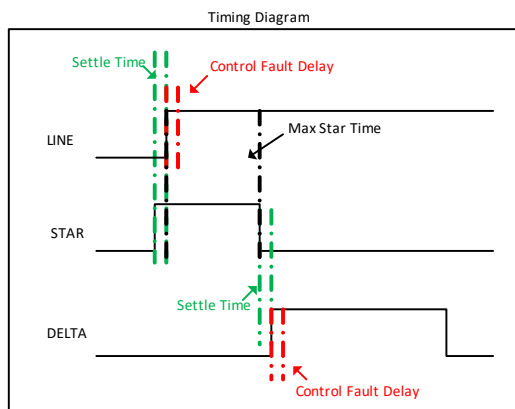 Timing Diagram
Settle Time
Control Fault Delay
LINE
Max Star Time
STAR
Settle Time
DELTA
Control Fault Delay